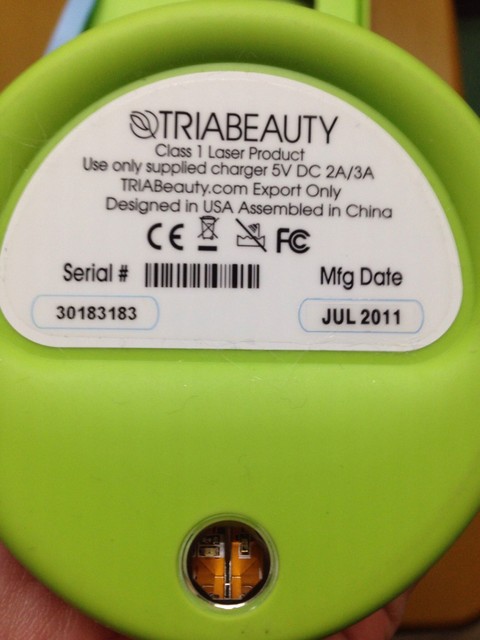 TRIABEAUTY
Class 1 Laser Product
Use only supplied charger 5V DC 2A/3A
TRIABeauty.com Export Only
Designed in USA Assembled in China
CE FC
Serial # Mfg Date
30183183 JUL 2011